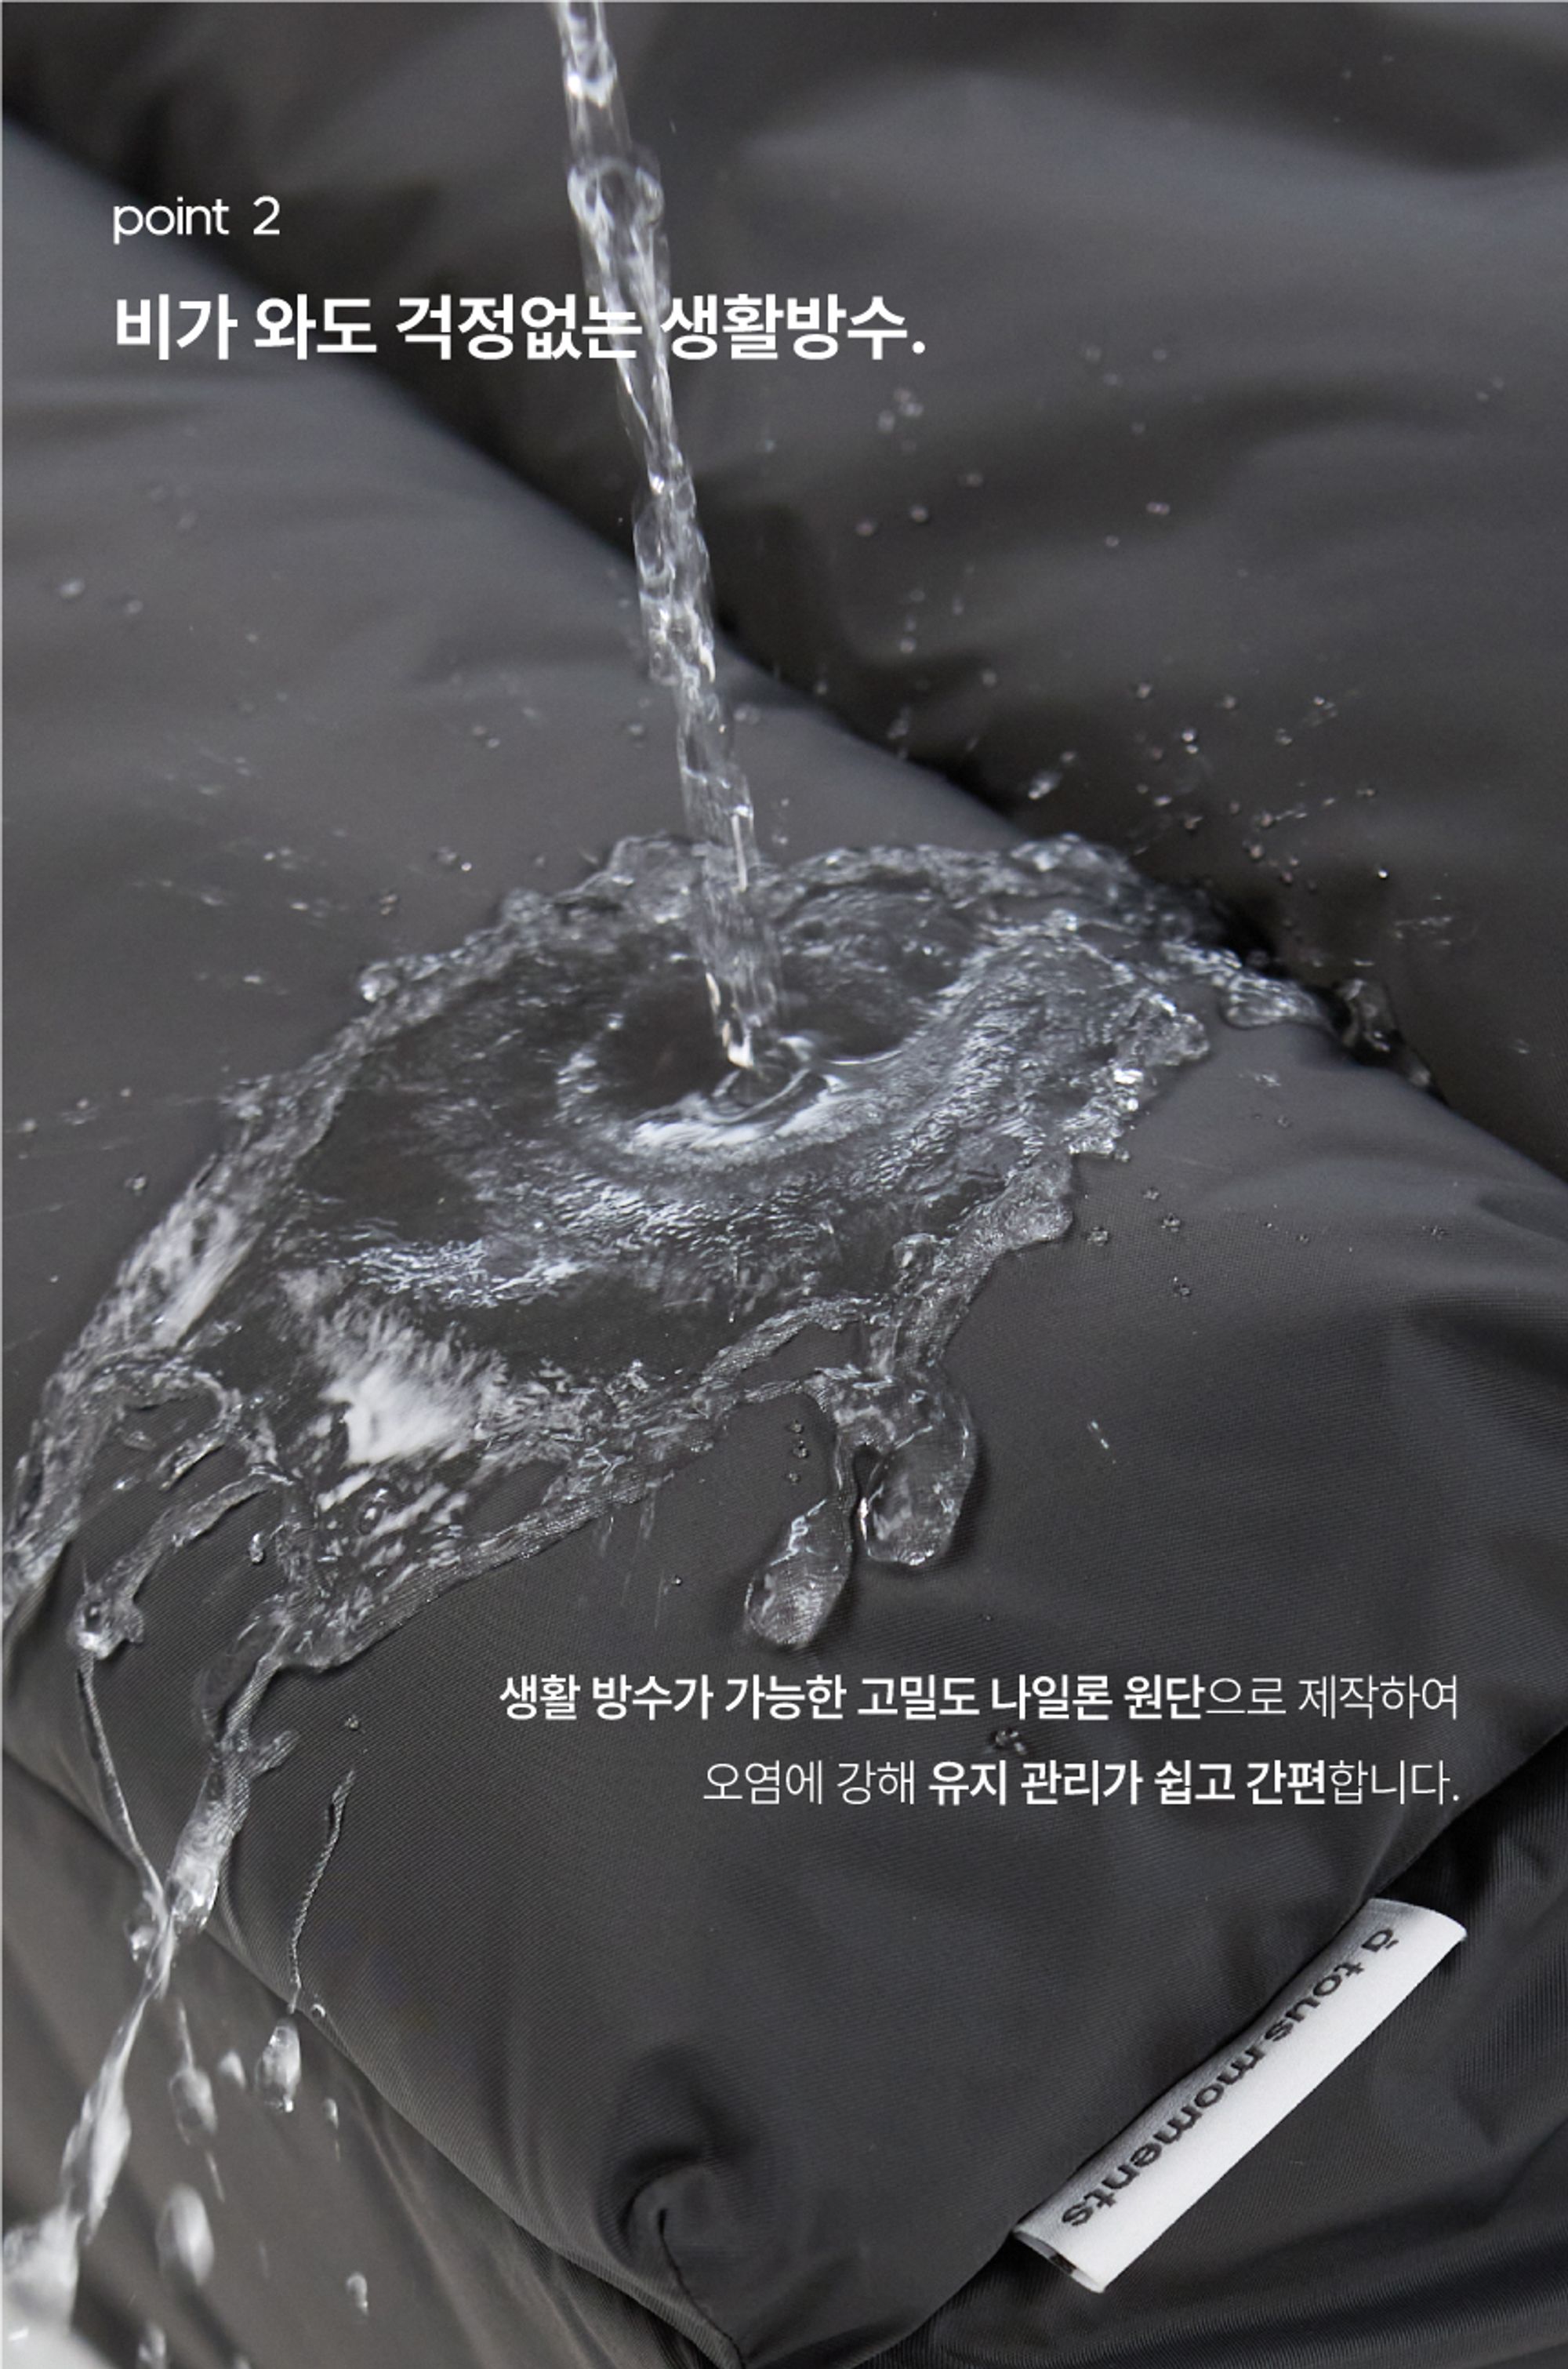 point 2
비가 와도 걱정없는 생활방수.
생활 방수가 가능한 고밀도 나일론 원단으로 제작하여
오염에 강해 유지 관리가 쉽고 간편합니다.
à tous moments